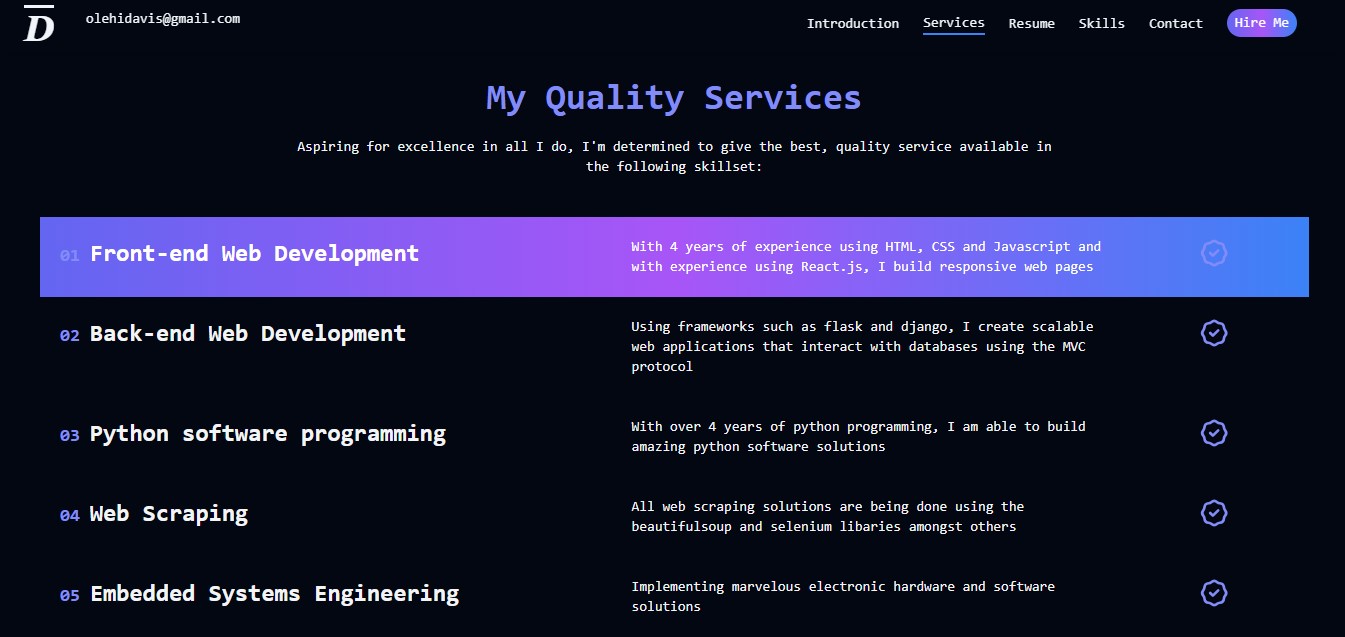 D
olehidavis@gmail.com
Introduction Services Resume Skills Contact Hire Me
My Quality Services
Aspiring for excellence in all I do, I'm determined to give the best, quality service available in
the following skillset:
01 Front-end Web Development
With 4 years of experience using HTML, CSS and Javascript and
with experience using React.js, I build responsive web pages
02 Back-end Web Development
Using frameworks such as flask and django, I create scalable
web applications that interact with databases using the MVC
protocol
03 Python software programming
With over 4 years of python programming, I am able to build
amazing python software solutions
04 Web Scraping
All web scraping solutions are being done using the
beautifulsoup and selenium libaries amongst others
05 Embedded Systems Engineering
Implementing marvelous electronic hardware and software
solutions